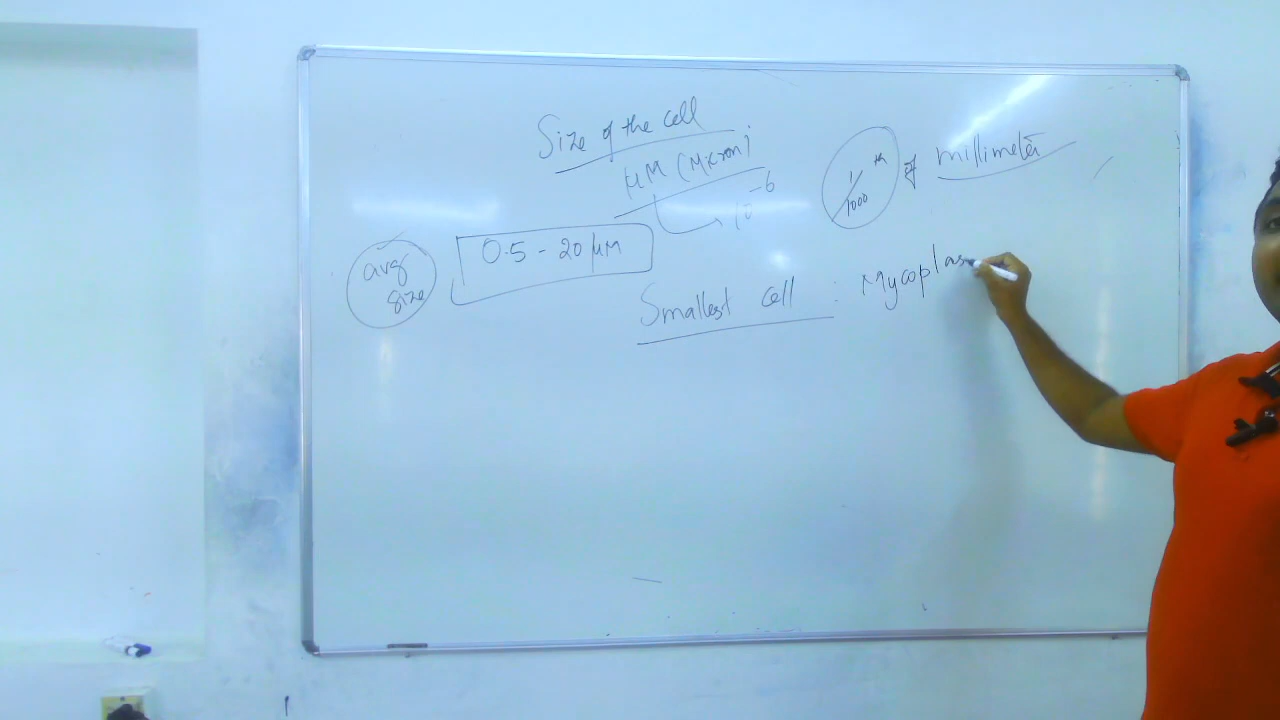 Size of the cell
μM (Micron)
10-6
1/1000 th of millimeter
avg
size
0.5 - 20 μM
Smallest cell : Mycoplas